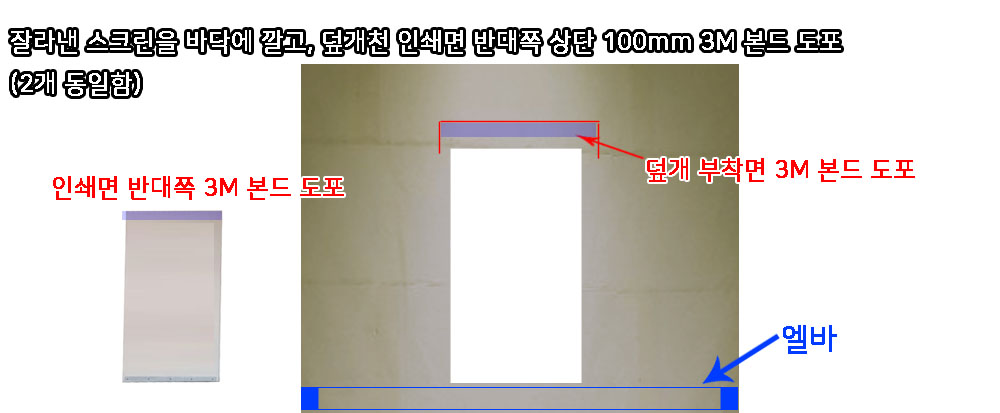 잘라낸 스크린을 바닥에 깔고, 덮개천 인쇄면 반대쪽 상단 100mm 3M 본드 도포
(2개 동일함)
덮개 부착면 3M 본드 도포
인쇄면 반대쪽 3M 본드 도포
엘바